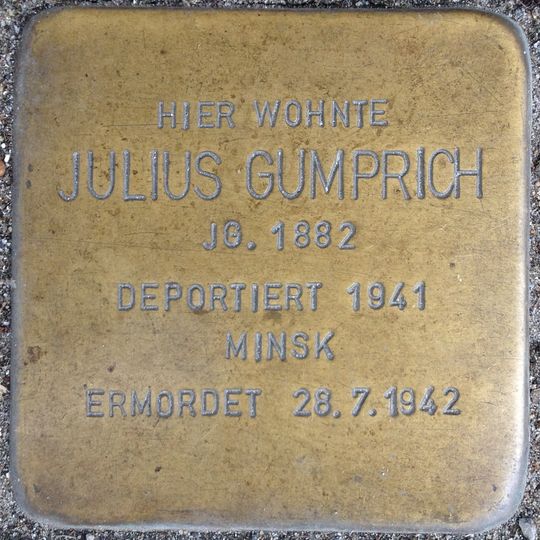 HIER WOHNTE
JULIUS GUMPRICH
JG. 1882
DEPORTIERT 1941
MINSK
ERMORDET 28.7.1942